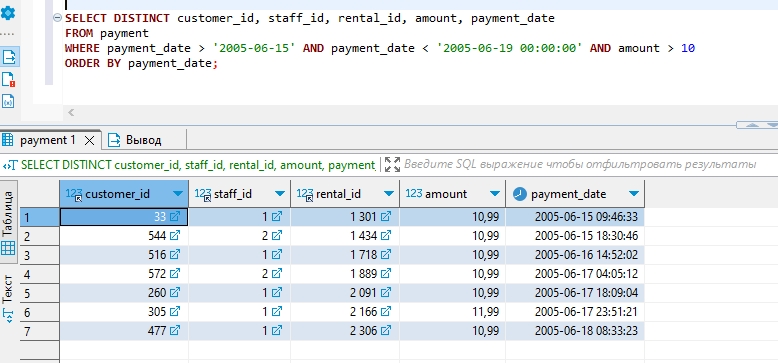 SELECT DISTINCT customer_id, staff_id, rental_id, amount, payment_date
FROM payment
WHERE payment_date > '2005-06-15' AND payment_date < '2005-06-19 00:00:00' AND amount > 10
ORDER BY payment_date;
payment 1 Вывод
SELECT DISTINCT customer_id, staff_id, rental_id, amount, payment Введите SQL выражение чтобы отфильтровать результаты
Таблица
Текст
123 customer_id 123 staff_id 123 rental_id 123 amount payment_date
1 33 1 1 301 10,99 2005-06-15 09:46:33
2 544 2 1 434 10,99 2005-06-15 18:30:46
3 516 1 1 718 10,99 2005-06-16 14:52:02
4 572 2 1 889 10,99 2005-06-17 04:05:12
5 260 1 2 091 10,99 2005-06-17 18:09:04
6 305 1 2 166 11,99 2005-06-17 23:51:21
7 477 1 2 306 10,99 2005-06-18 08:33:23